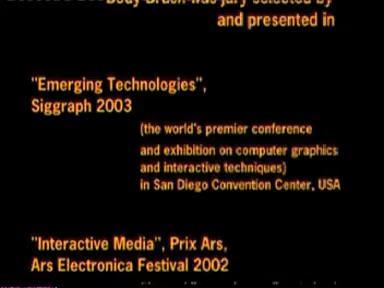 Body Brush was jury selected by
and presented in
"Emerging Technologies",
Siggraph 2003
(the world's premier conference
and exhibition on computer graphics
and interactive techniques)
in San Diego Convention Center, USA
"Interactive Media", Prix Ars,
Ars Electronica Festival 2002